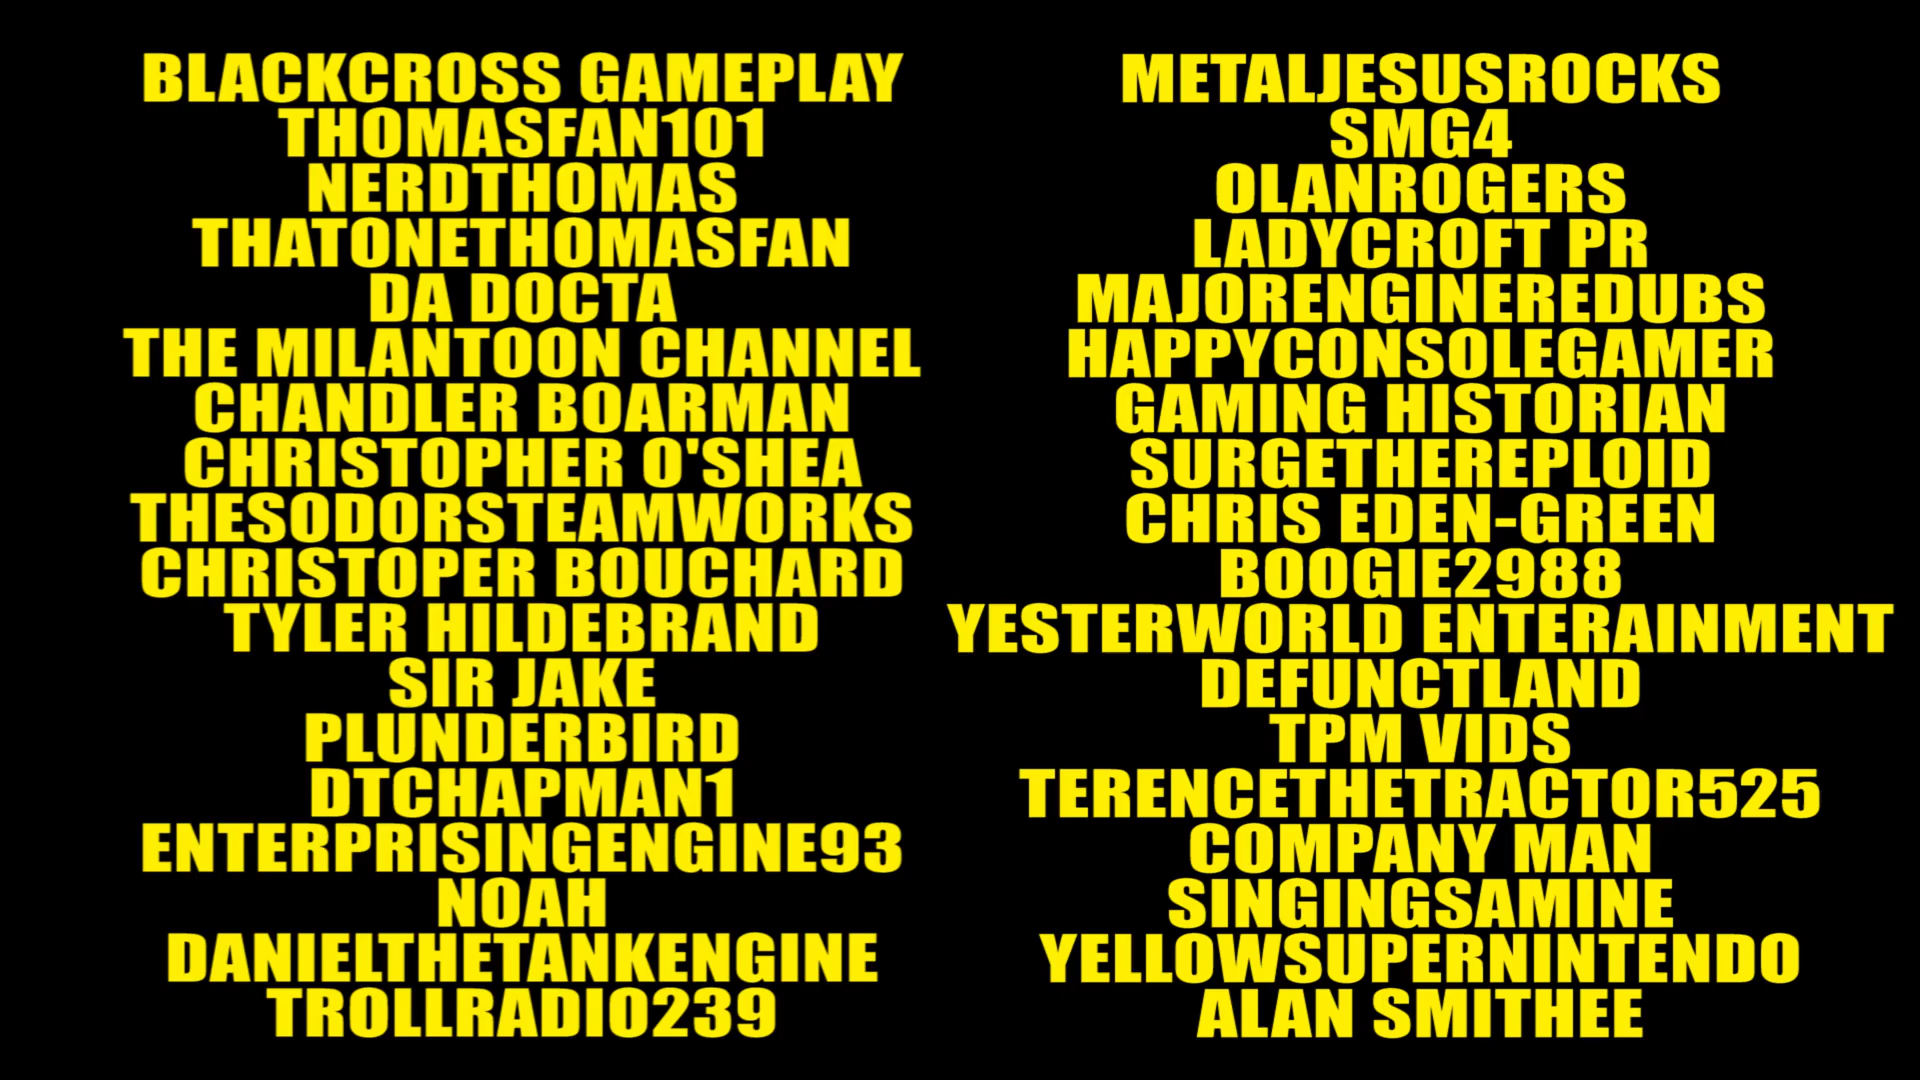 BLACKCROSS GAMEPLAY
THOMASFAN101
NERDTHOMAS
THATONETHOMASFAN
DA DOCTA
THE MILANTOON CHANNEL
CHANDLER BOARMAN
CHRISTOPHER O'SHEA
THESODORSTEAMWORKS
CHRISTOPER BOUCHARD
TYLER HILDEBRAND
SIR JAKE
PLUNDERBIRD
DTCHAPMAN1
ENTERPRISINGENGINE93
NOAH
DANIELTHETANKENGINE
TROLLRADIO239
METALJESUSROCKS
SMG4
OLANROGERS
LADYCROFT PR
MAJORENGINEREDUBS
HAPPYCONSOLEGAMER
GAMING HISTORIAN
SURGETHEREPLOID
CHRIS EDEN-GREEN
BOOGIE2988
YESTERWORLD ENTERAINMENT
DEFUNCTLAND
TPM VIDS
TERENCETHETRACTOR525
COMPANY MAN
SINGINGSAMINE
YELLOWSUPERNINTENDO
ALAN SMITHEE